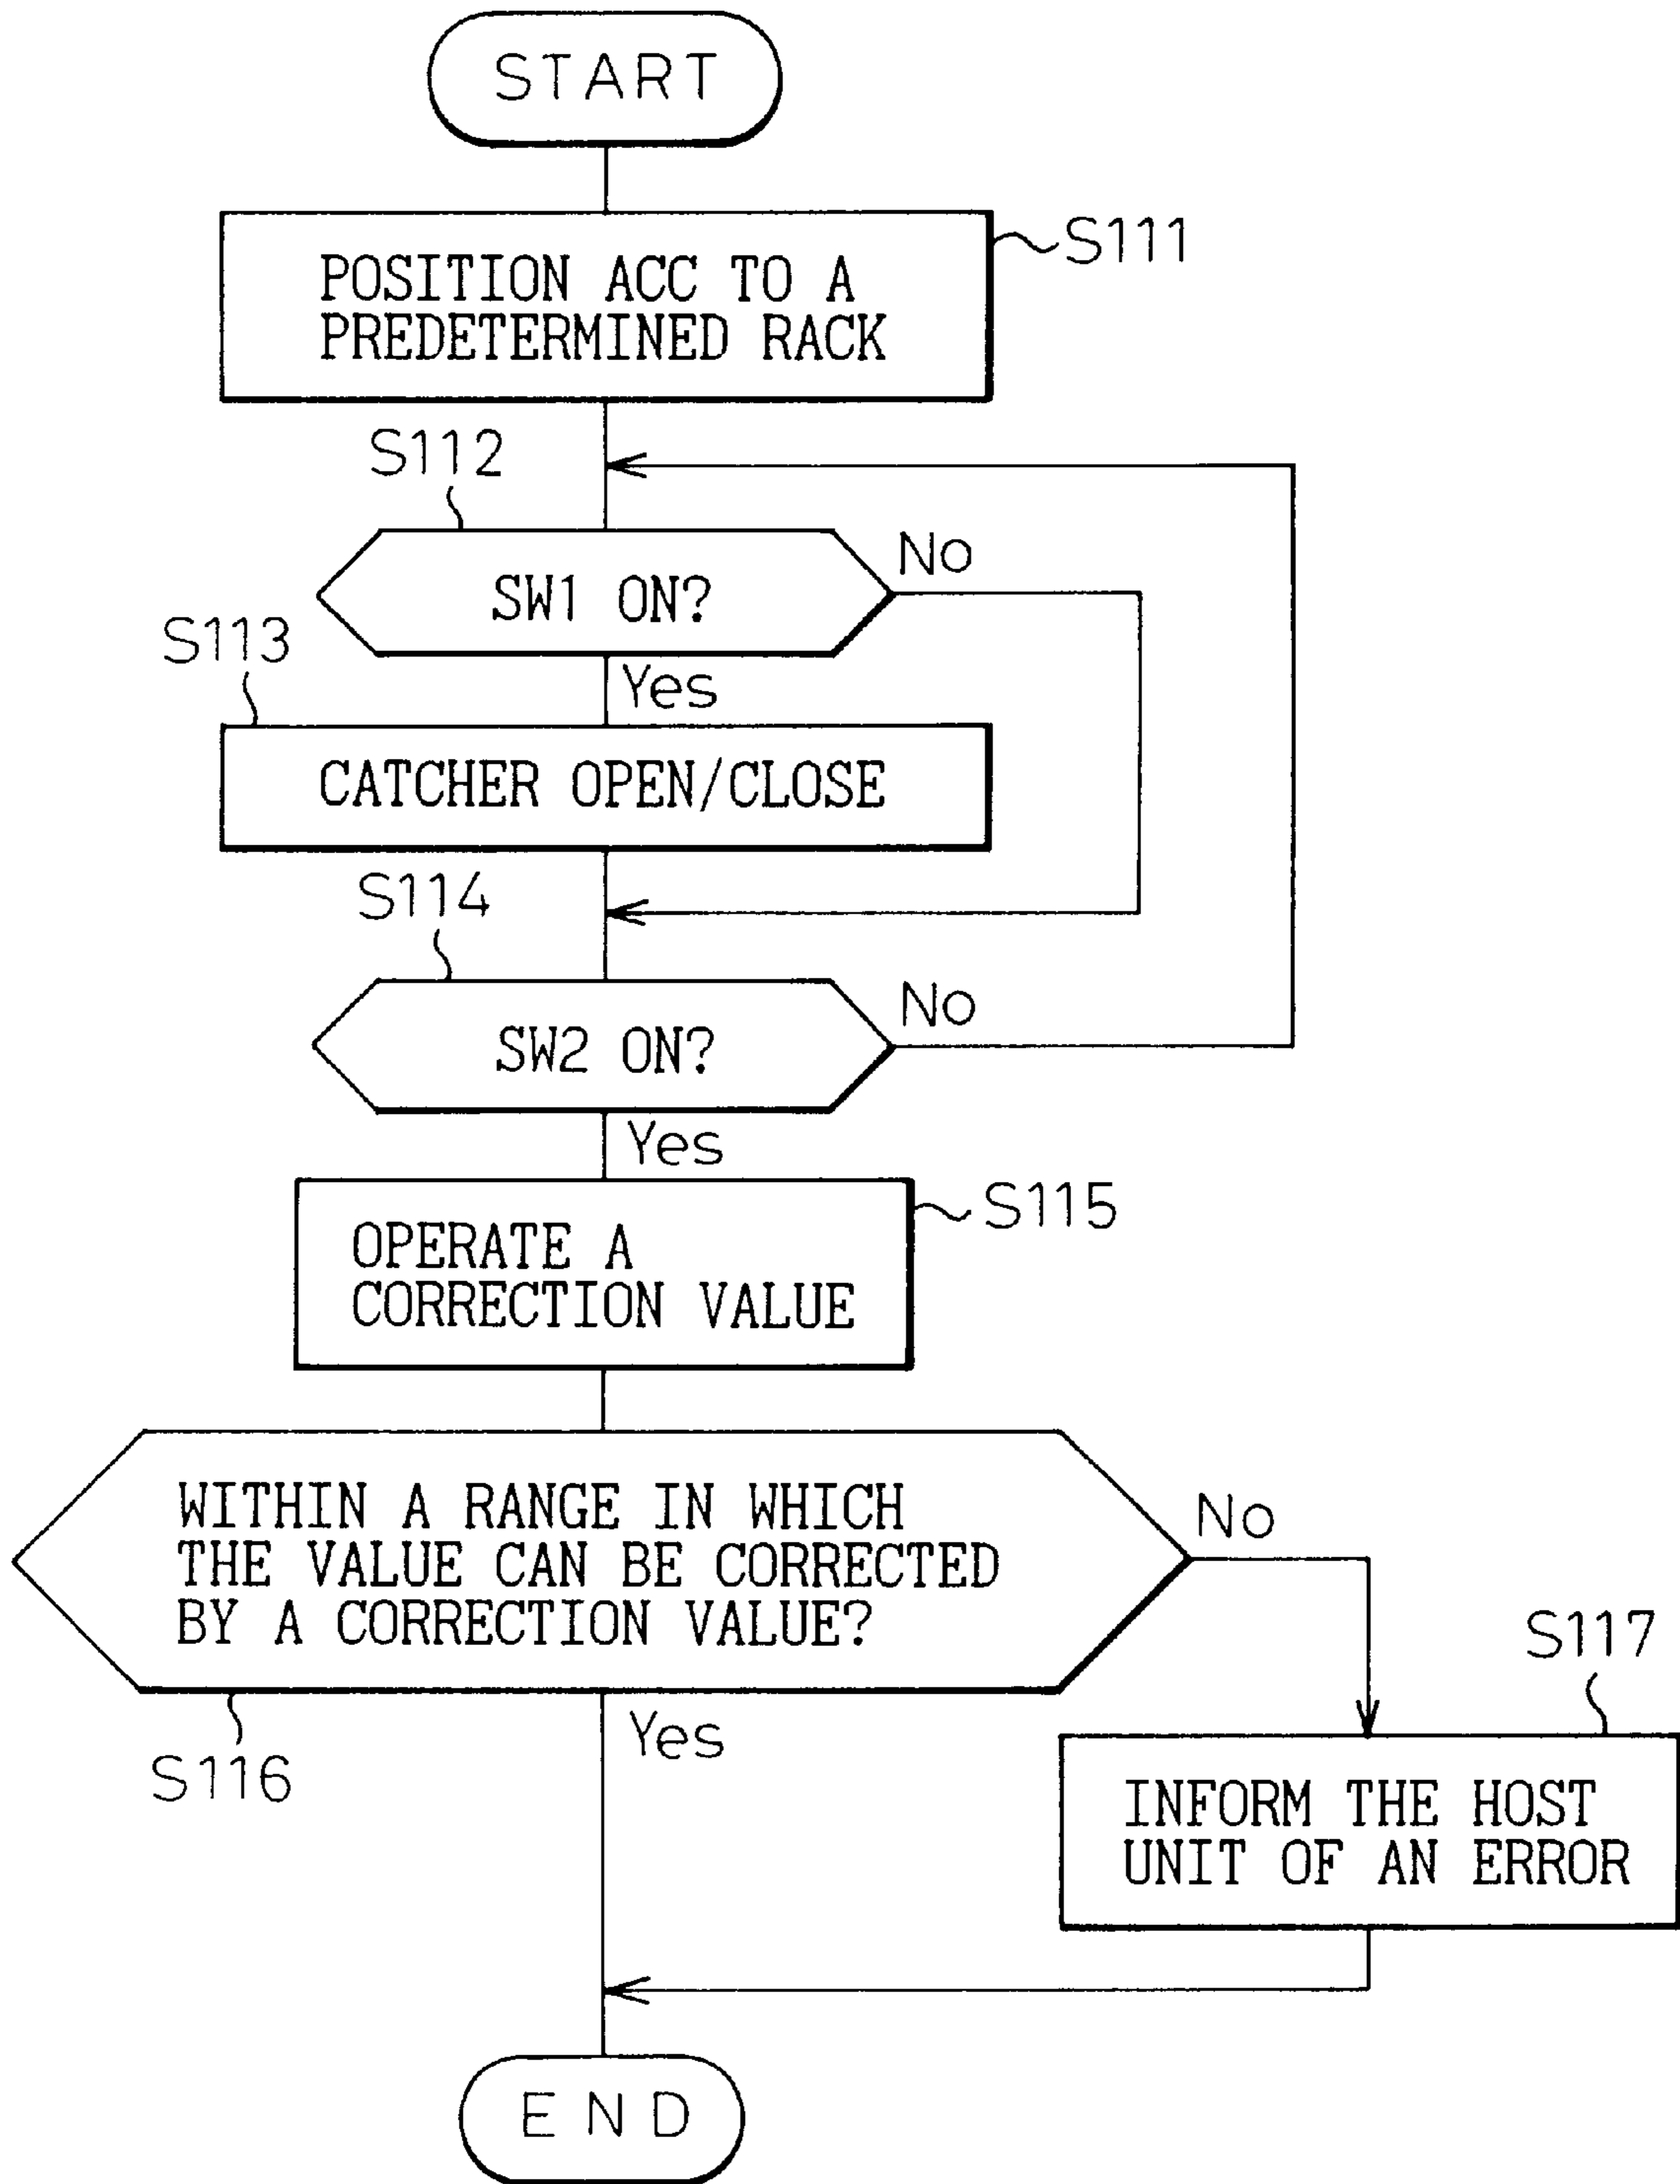 START
S111
POSITION ACC TO A
PREDETERMINED RACK
S112
No
SW1 ON?
S113
Yes
CATCHER OPEN/CLOSE
S114
No
SW2 ON?
Yes
S115
OPERATE A
CORRECTION VALUE
WITHIN A RANGE IN WHICH
THE VALUE CAN BE CORRECTED
BY A CORRECTION VALUE?
No
S117
Yes
S116
INFORM THE HOST
UNIT OF AN ERROR
END